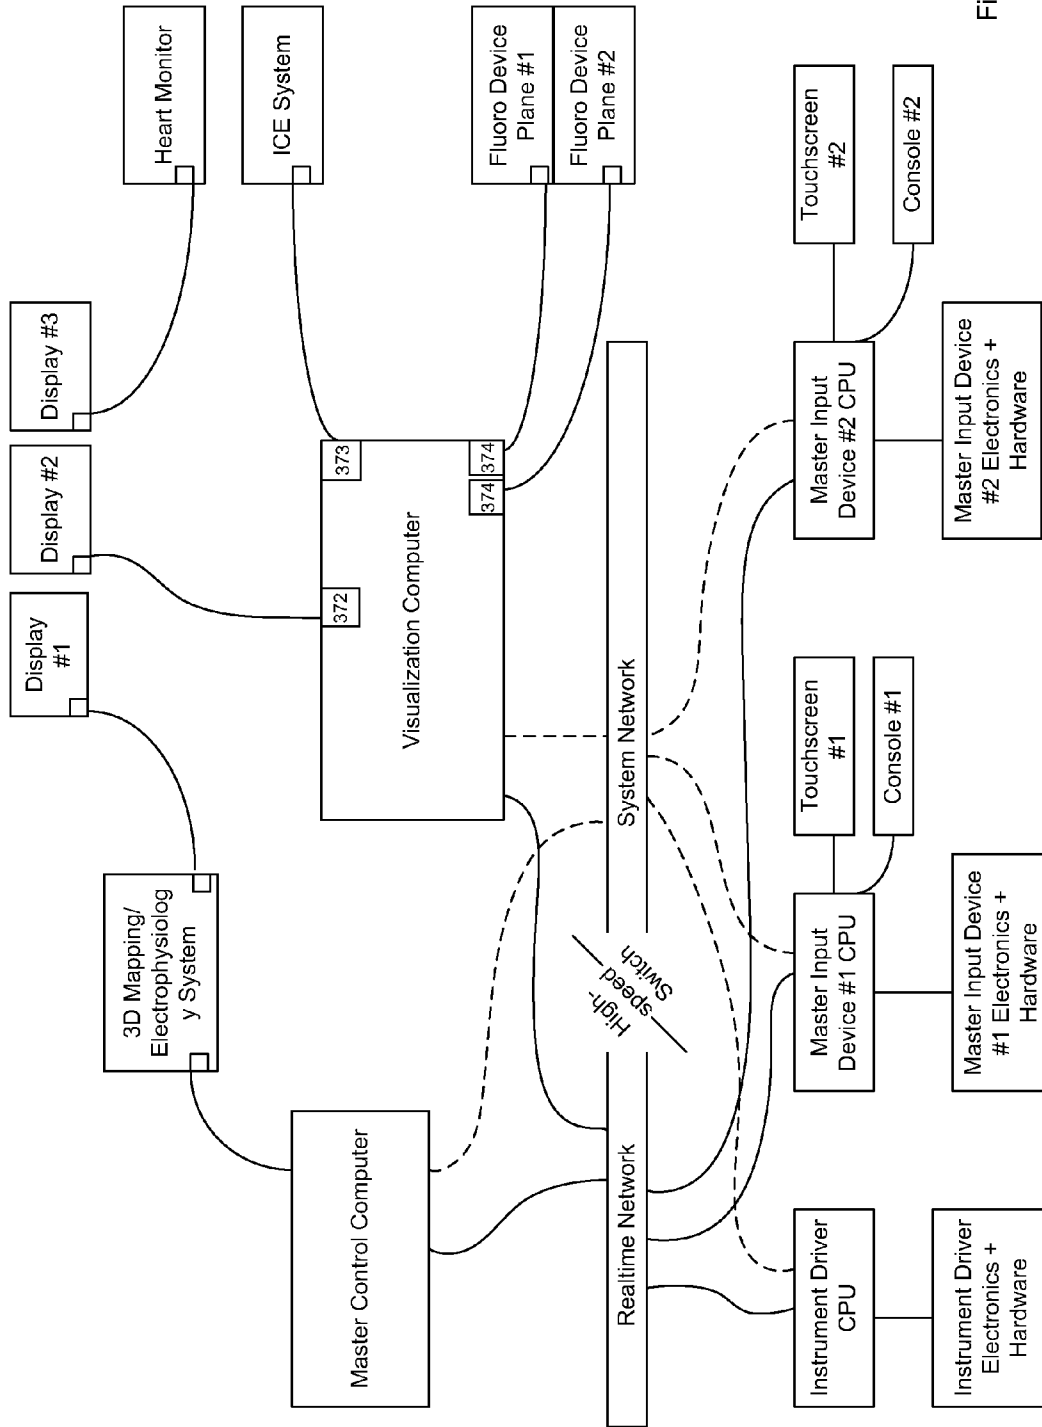 Display
#1
Display #2
Display #3
3D Mapping/
Electrophysiolog
y System
Heart Monitor
ICE System
Master Control Computer
Visualization Computer
372
373
374
374
Fluoro Device
Plane #1
Fluoro Device
Plane #2
Realtime Network
High-
speed
Switch
System Network
Instrument Driver
CPU
Instrument Driver
Electronics +
Hardware
Master Input
Device #1 CPU
Touchscreen
#1
Console #1
Master Input Device
#1 Electronics +
Hardware
Master Input
Device #2 CPU
Touchscreen
#2
Console #2
Master Input Device
#2 Electronics +
Hardware